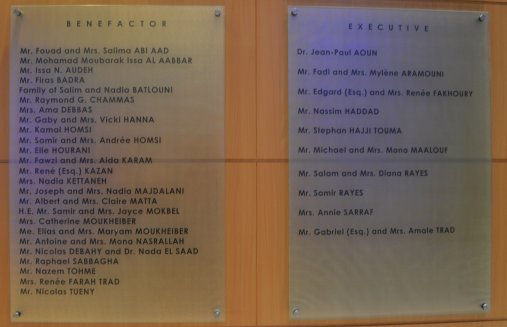 BENEFACTOR
Mr. Fouad and Mrs. Salima ABI AAD
Mr. Mohamad Moubarak Issa AL AABBAR
Mr. Issa N. AUDEH
Mr. Firas BADRA
Family of Salim and Nadia BATLOUNI
Mr. Raymond G. CHAMMAS
Mrs. Ama DEBBAS
Mr. Gaby and Mrs. Vicki HANNA
Mr. Kamal HOMSI
Mr. Samir and Mrs. Andrée HOMSI
Mr. Elie HOURANI
Mr. Fawzi and Mrs. Aida KARAM
Mr. René (Esq.) KAZAN
Mrs. Nadia KETTANEH
Mr. Joseph and Mrs. Nadia MAJDALANI
Mr. Albert and Mrs. Claire MATTA
H.E. Mr. Samir and Mrs. Joyce MOKBEL
Mrs. Catherine MOUKHEIBER
Me. Elias and Mrs. Maryam MOUKHEIBER
Mr. Antoine and Mrs. Mona NASRALLAH
Mr. Nicolas DEBAHY and Dr. Nada EL SAAD
Mr. Raphael SABBAGHA
Mr. Nazem TOHME
Mrs. Renée FARAH TRAD
Mr. Nicolas TUENY
EXECUTIVE
Dr. Jean-Paul AOUN
Mr. Fadi and Mrs. Mylène ARAMOUNI
Mr. Edgard (Esq.) and Mrs. Renée FAKHOURY
Mr. Nassim HADDAD
Mr. Stephan HAJJI TOUMA
Mr. Michael and Mrs. Mona MAALOUF
Mr. Salam and Mrs. Diana RAYES
Mr. Samir RAYES
Mrs. Annie SARRAF
Mr. Gabriel (Esq.) and Mrs. Amale TRAD